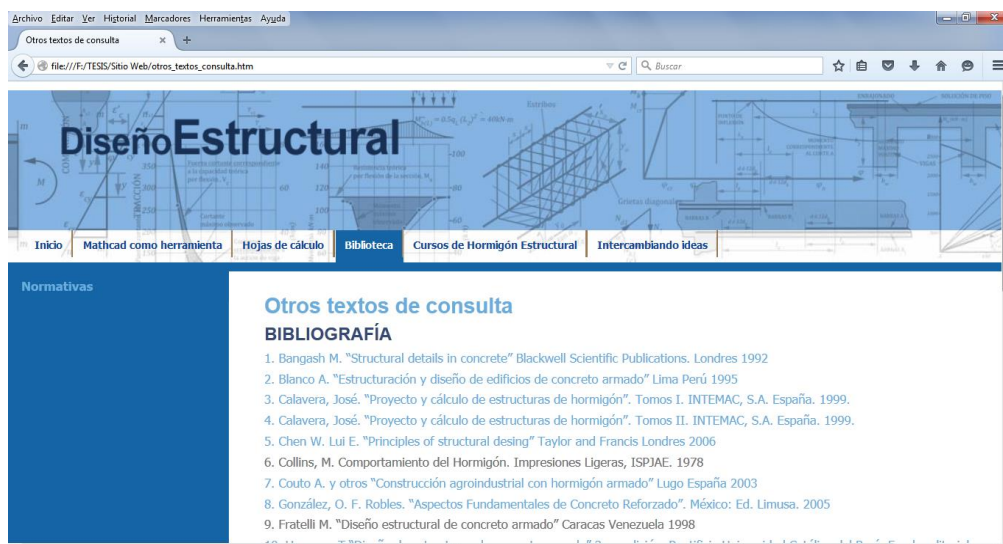 Archivo Editar Ver Historial Marcadores Herramientas Ayuda
Otros textos de consulta
file:///F:/TESIS/Sitio Web/otros_textos_consulta.htm
Buscar
DiseñoEstructural
Estribos
Grietas diagonales
Inicio Mathcad como herramienta Hojas de cálculo Biblioteca Cursos de Hormigón Estructural Intercambiando ideas
Normativas
Otros textos de consulta
BIBLIOGRAFÍA
1. Bangash M. “Structural details in concrete” Blackwell Scientific Publications. Londres 1992
2. Blanco A. “Estructuración y diseño de edificios de concreto armado” Lima Perú 1995
3. Calavera, José. “Proyecto y cálculo de estructuras de hormigón”. Tomos I. INTEMAC, S.A. España. 1999.
4. Calavera, José. “Proyecto y cálculo de estructuras de hormigón”. Tomos II. INTEMAC, S.A. España. 1999.
5. Chen W. Lui E. “Principles of structural desing” Taylor and Francis Londres 2006
6. Collins, M. Comportamiento del Hormigón. Impresiones Ligeras, ISPJAE. 1978
7. Couto A. y otros “Construcción agroindustrial con hormigón armado” Lugo España 2003
8. González, O. F. Robles. “Aspectos Fundamentales de Concreto Reforzado”. México: Ed. Limusa. 2005
9. Fratelli M. “Diseño estructural de concreto armado” Caracas Venezuela 1998